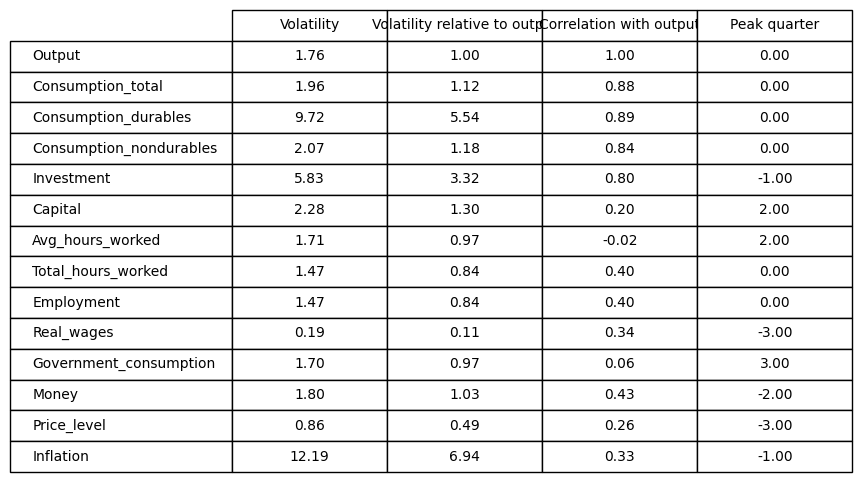 Volatility Volatility relative to outp Correlation with output Peak quarter
Output 1.76 1.00 1.00 0.00
Consumption_total 1.96 1.12 0.88 0.00
Consumption_durables 9.72 5.54 0.89 0.00
Consumption_nondurables 2.07 1.18 0.84 0.00
Investment 5.83 3.32 0.80 -1.00
Capital 2.28 1.30 0.20 2.00
Avg_hours_worked 1.71 0.97 -0.02 2.00
Total_hours_worked 1.47 0.84 0.40 0.00
Employment 1.47 0.84 0.40 0.00
Real_wages 0.19 0.11 0.34 -3.00
Government_consumption 1.70 0.97 0.06 3.00
Money 1.80 1.03 0.43 -2.00
Price_level 0.86 0.49 0.26 -3.00
Inflation 12.19 6.94 0.33 -1.00